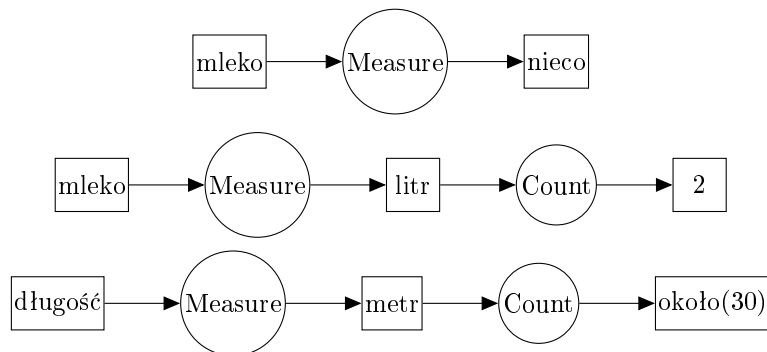 mleko Measure nieco
mleko Measure litr Count 2
długość Measure metr Count około(30)